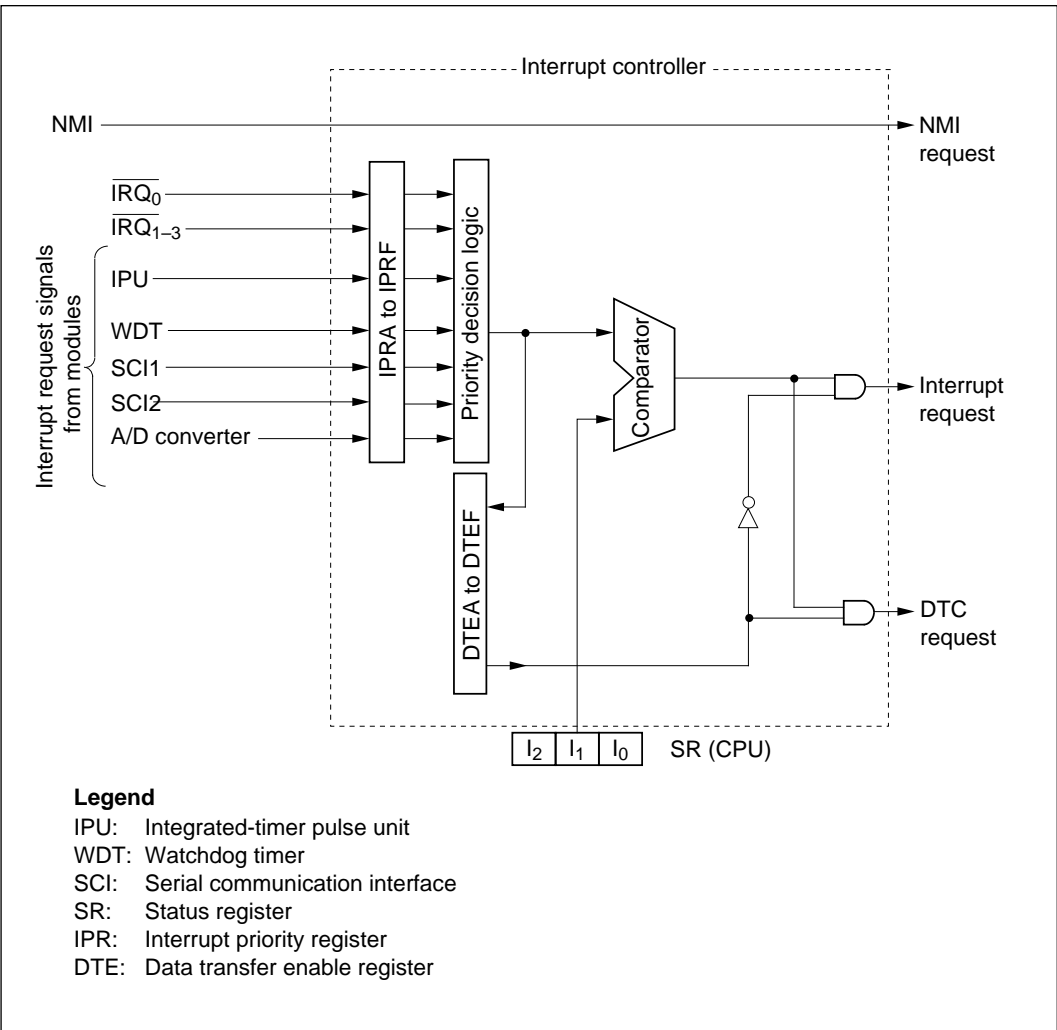 Interrupt controller
NMI
NMI
request
IRQ0
IRQ1–3
Interrupt request signals
from modules
IPU
WDT
SCI1
SCI2
A/D converter
IPRA to IPRF
Priority decision logic
Comparator
Interrupt
request
DTEA to DTEF
DTC
request
I2 I1 I0 SR (CPU)
Legend
IPU: Integrated-timer pulse unit
WDT: Watchdog timer
SCI: Serial communication interface
SR: Status register
IPR: Interrupt priority register
DTE: Data transfer enable register